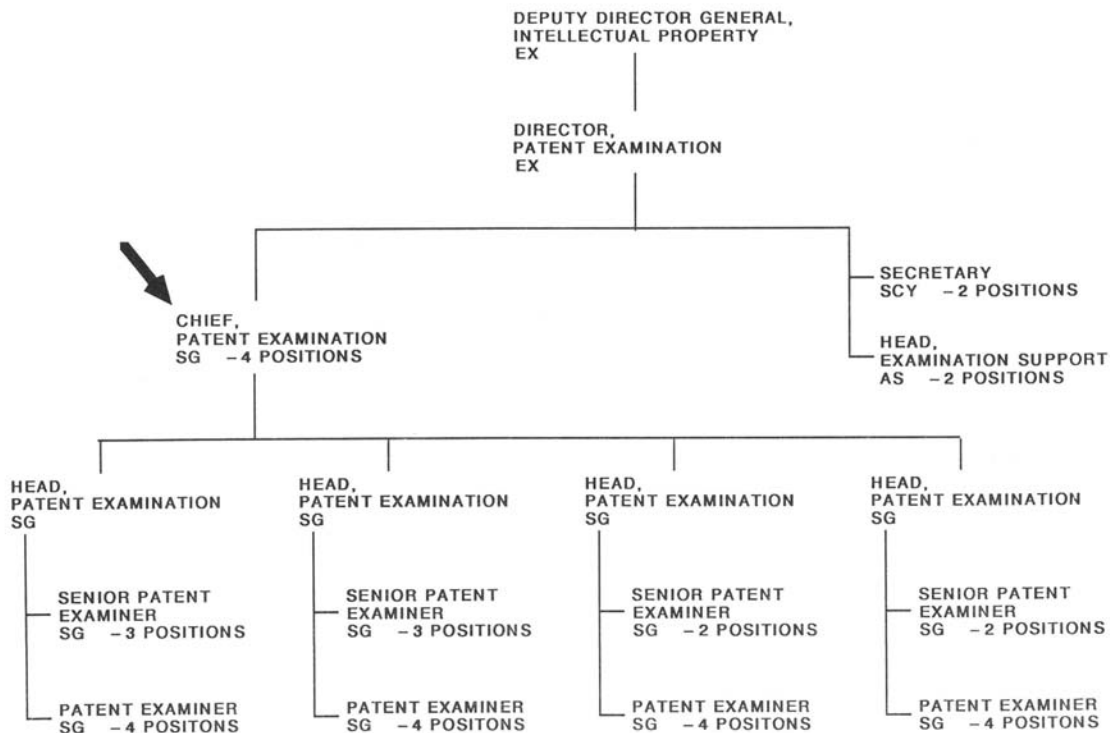 DEPUTY DIRECTOR GENERAL,
INTELLECTUAL PROPERTY
EX
DIRECTOR,
PATENT EXAMINATION
EX
SECRETARY
SCY -2 POSITIONS
HEAD,
EXAMINATION SUPPORT
AS -2 POSITIONS
CHIEF,
PATENT EXAMINATION
SG -4 POSITIONS
HEAD,
PATENT EXAMINATION
SG
SENIOR PATENT
EXAMINER
SG -3 POSITIONS
PATENT EXAMINER
SG -4 POSITONS
HEAD,
PATENT EXAMINATION
SG
SENIOR PATENT
EXAMINER
SG -3 POSITIONS
PATENT EXAMINER
SG -4 POSITONS
HEAD,
PATENT EXAMINATION
SG
SENIOR PATENT
EXAMINER
SG -2 POSITIONS
PATENT EXAMINER
SG -4 POSITONS
HEAD,
PATENT EXAMINATION
SG
SENIOR PATENT
EXAMINER
SG -2 POSITIONS
PATENT EXAMINER
SG -4 POSITONS